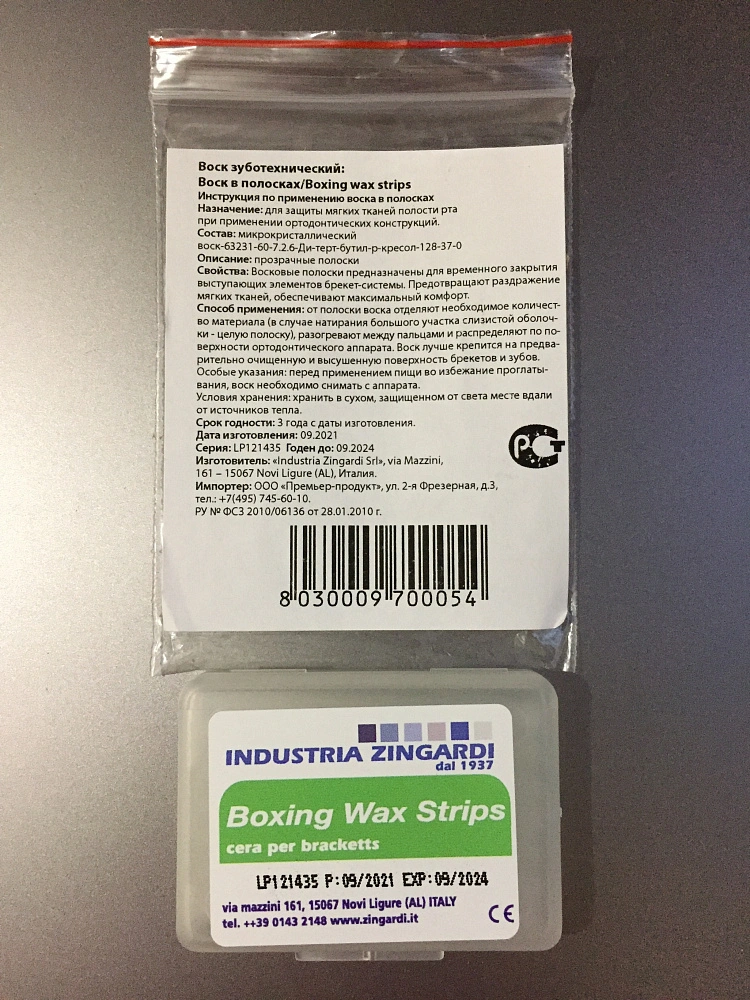 Воск зуботехнический:
Воск в полосках/Boxing wax strips
Инструкция по применению воска в полосках
Назначение: для защиты мягких тканей полости рта
при применении ортодонтических конструкций.
Состав: микрокристаллический
воск-63231-60-7.2.6-Ди-терт-бутил-р-кресол-128-37-0
Описание: прозрачные полоски
Свойства: Восковые полоски предназначены для временного закрытия
выступающих элементов брекет-системы. Предотвращают раздражение
мягких тканей, обеспечивают максимальный комфорт.
Способ применения: от полоски воска отделяют необходимое количест-
во материала (в случае натирания большого участка слизистой оболоч-
ки - целую полоску), разогревают между пальцами и распределяют по по-
верхности ортодонтического аппарата. Воск лучше крепится на предва-
рительно очищенную и высушенную поверхность брекетов и зубов.
Особые указания: перед применением пищи во избежание проглаты-
вания, воск необходимо снимать с аппарата.
Условия хранения: хранить в сухом, защищенном от света месте вдали
от источников тепла.
Срок годности: 3 года с даты изготовления.
Дата изготовления: 09.2021
Серия: LP121435 Годен до: 09.2024
Изготовитель: «Industria Zingardi Srl», via Mazzini,
161 – 15067 Novi Ligure (AL), Италия.
Импортер: ООО «Премьер-продукт», ул. 2-я Фрезерная, д.3,
тел.: +7(495) 745-60-10.
РУ № ФСЗ 2010/06136 от 28.01.2010 г.
РСТ
8 030009 700054
INDUSTRIA ZINGARDI
dal 1937
Boxing Wax Strips
cera per bracketts
LP121435 P:09/2021 EXP:09/2024
via mazzini 161, 15067 Novi Ligure (AL) ITALY
tel. ++39 0143 2148 www.zingardi.it
CE